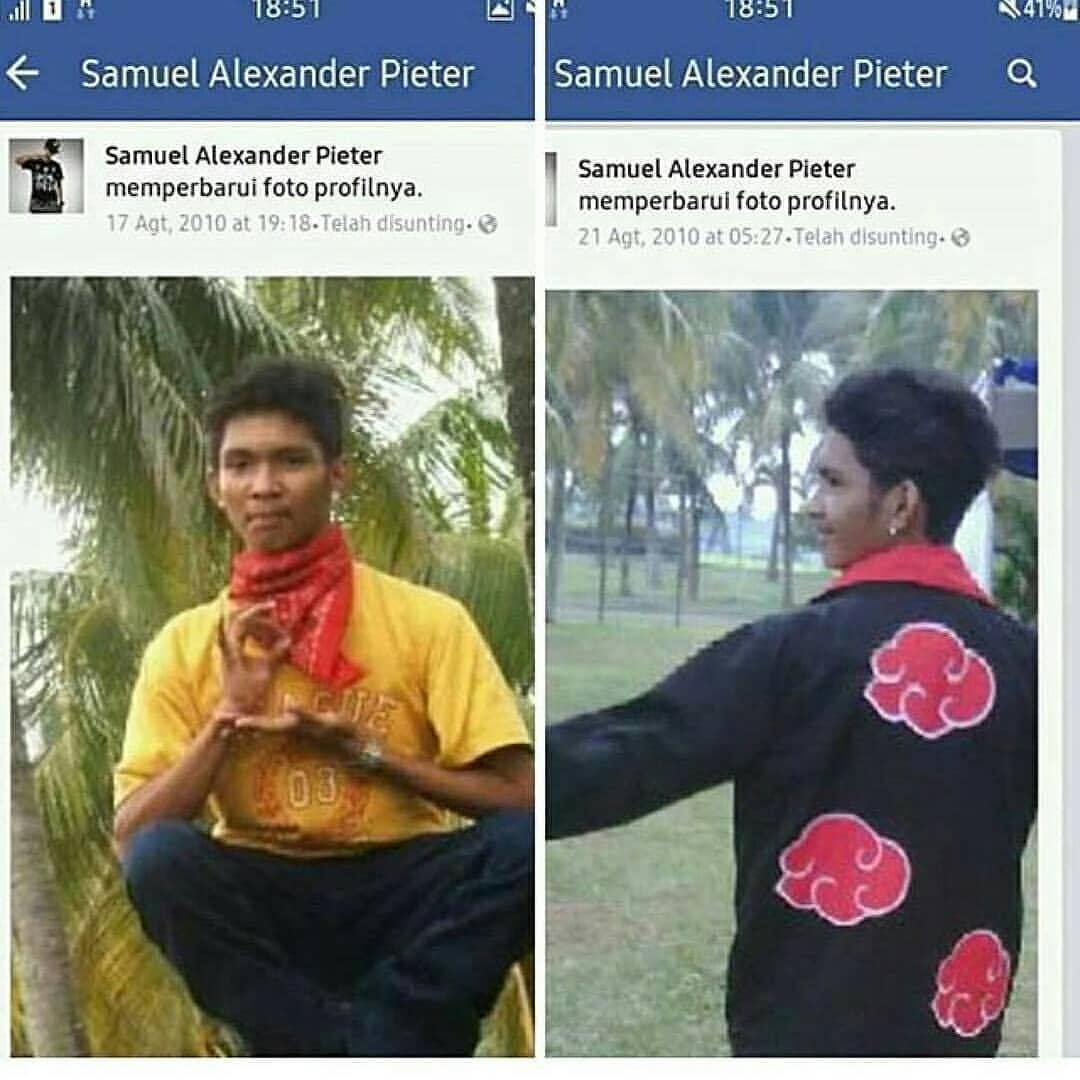 18:51
Samuel Alexander Pieter
Samuel Alexander Pieter
memperbarui foto profilnya.
17 Agt, 2010 at 19:18•Telah disunting•
03
18:51
41%
Samuel Alexander Pieter
Samuel Alexander Pieter
memperbarui foto profilnya.
21 Agt, 2010 at 05:27•Telah disunting•